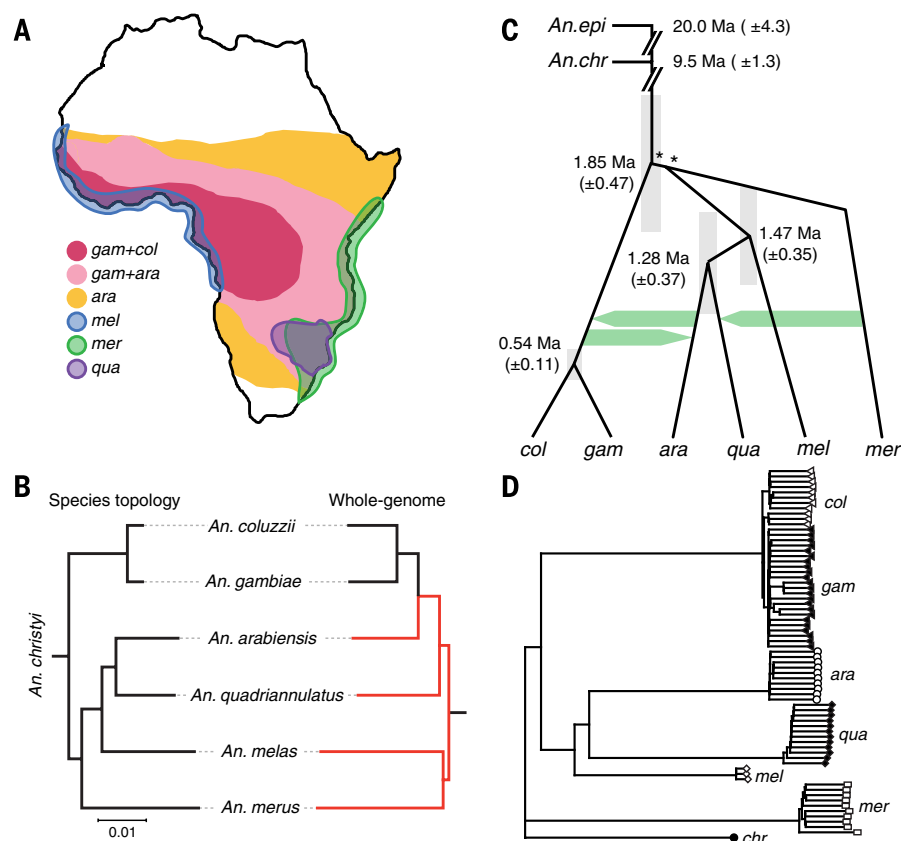 A
gam+col
gam+ara
ara
mel
mer
qua
B
Species topology
Whole-genome
An. christyi
An. coluzzii
An. gambiae
An. arabiensis
An. quadriannulatus
An. melas
An. merus
0.01
C
An.epi
20.0 Ma ( ±4.3)
An.chr
9.5 Ma ( ±1.3)
* *
1.85 Ma
(±0.47)
1.47 Ma
(±0.35)
1.28 Ma
(±0.37)
0.54 Ma
(±0.11)
col gam ara qua mel mer
D
col
gam
ara
qua
mel
mer
chr